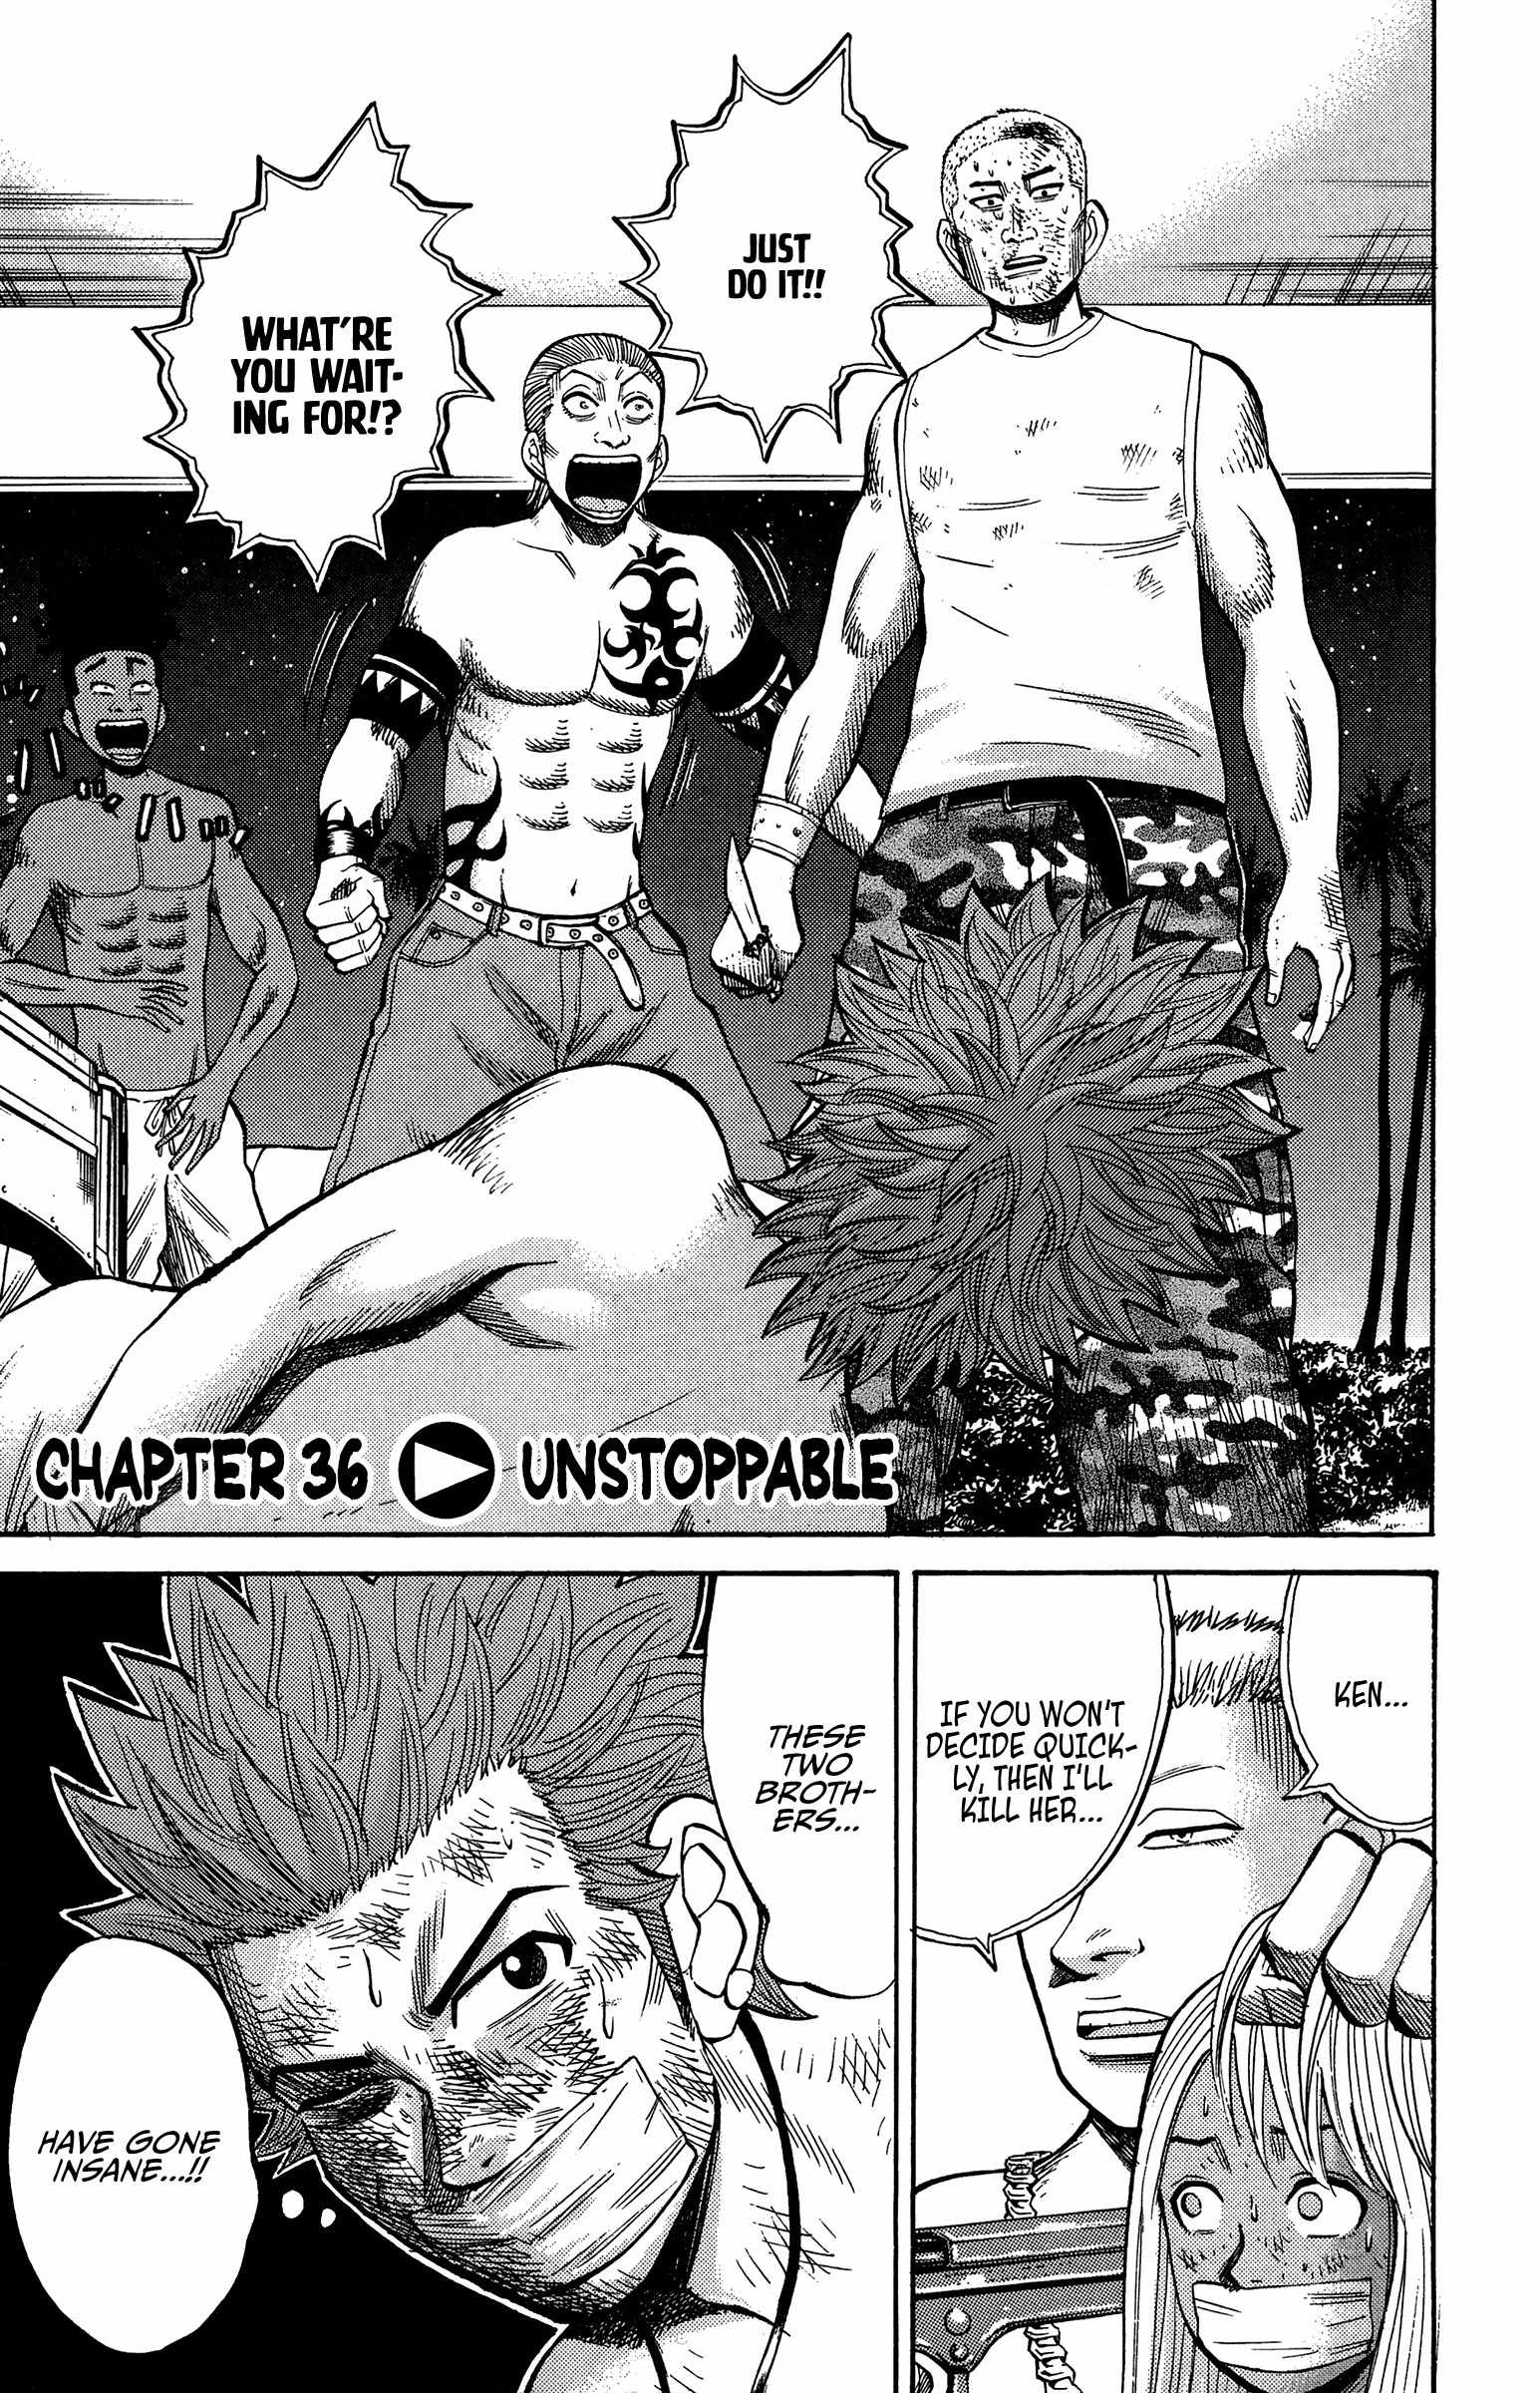 JUST
DO IT!!
WHAT'RE
YOU WAIT-
ING FOR!?
CHAPTER 36 UNSTOPPABLE
KEN...
IF YOU WON'T
DECIDE QUICK-
LY, THEN I'LL
KILL HER...
THESE
TWO
BROTH-
ERS...
HAVE GONE
INSANE...!!